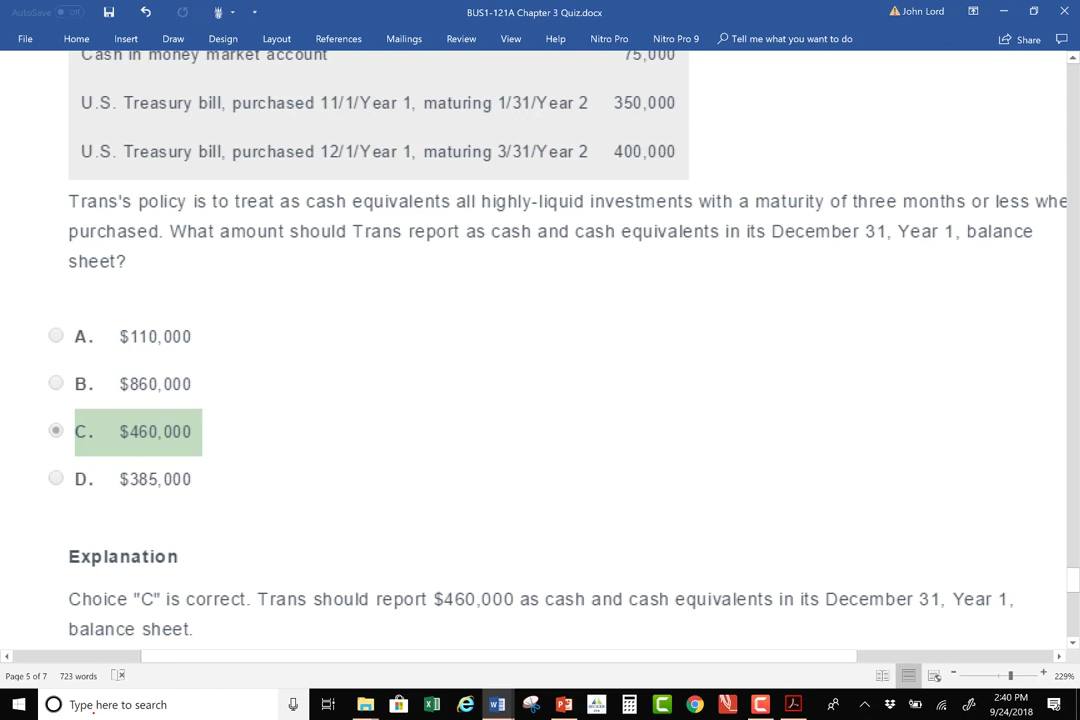 AutoSave Off
BUS1-121A Chapter 3 Quiz.docx
John Lord
File Home Insert Draw Design Layout References Mailings Review View Help Nitro Pro Nitro Pro 9 Tell me what you want to do Share
Cash in money market account 75,000
U.S. Treasury bill, purchased 11/1/Year 1, maturing 1/31/Year 2 350,000
U.S. Treasury bill, purchased 12/1/Year 1, maturing 3/31/Year 2 400,000
Trans's policy is to treat as cash equivalents all highly-liquid investments with a maturity of three months or less whe
purchased. What amount should Trans report as cash and cash equivalents in its December 31, Year 1, balance
sheet?
A. $110,000
B. $860,000
C. $460,000
D. $385,000
Explanation
Choice "C" is correct. Trans should report $460,000 as cash and cash equivalents in its December 31, Year 1,
balance sheet.
Page 5 of 7 723 words 229%
Type here to search
2:40 PM
9/24/2018